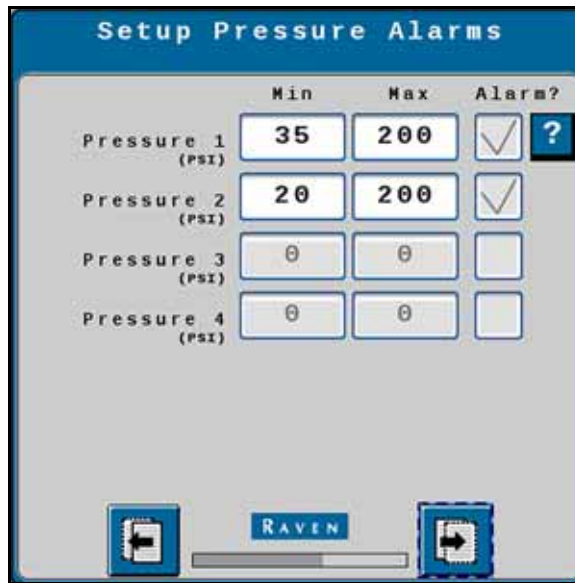 Setup Pressure Alarms
Min Max Alarm?
Pressure 1 35 200 ?
(PSI)
Pressure 2 20 200
(PSI)
Pressure 3 0 0
(PSI)
Pressure 4 0 0
(PSI)
RAVEN